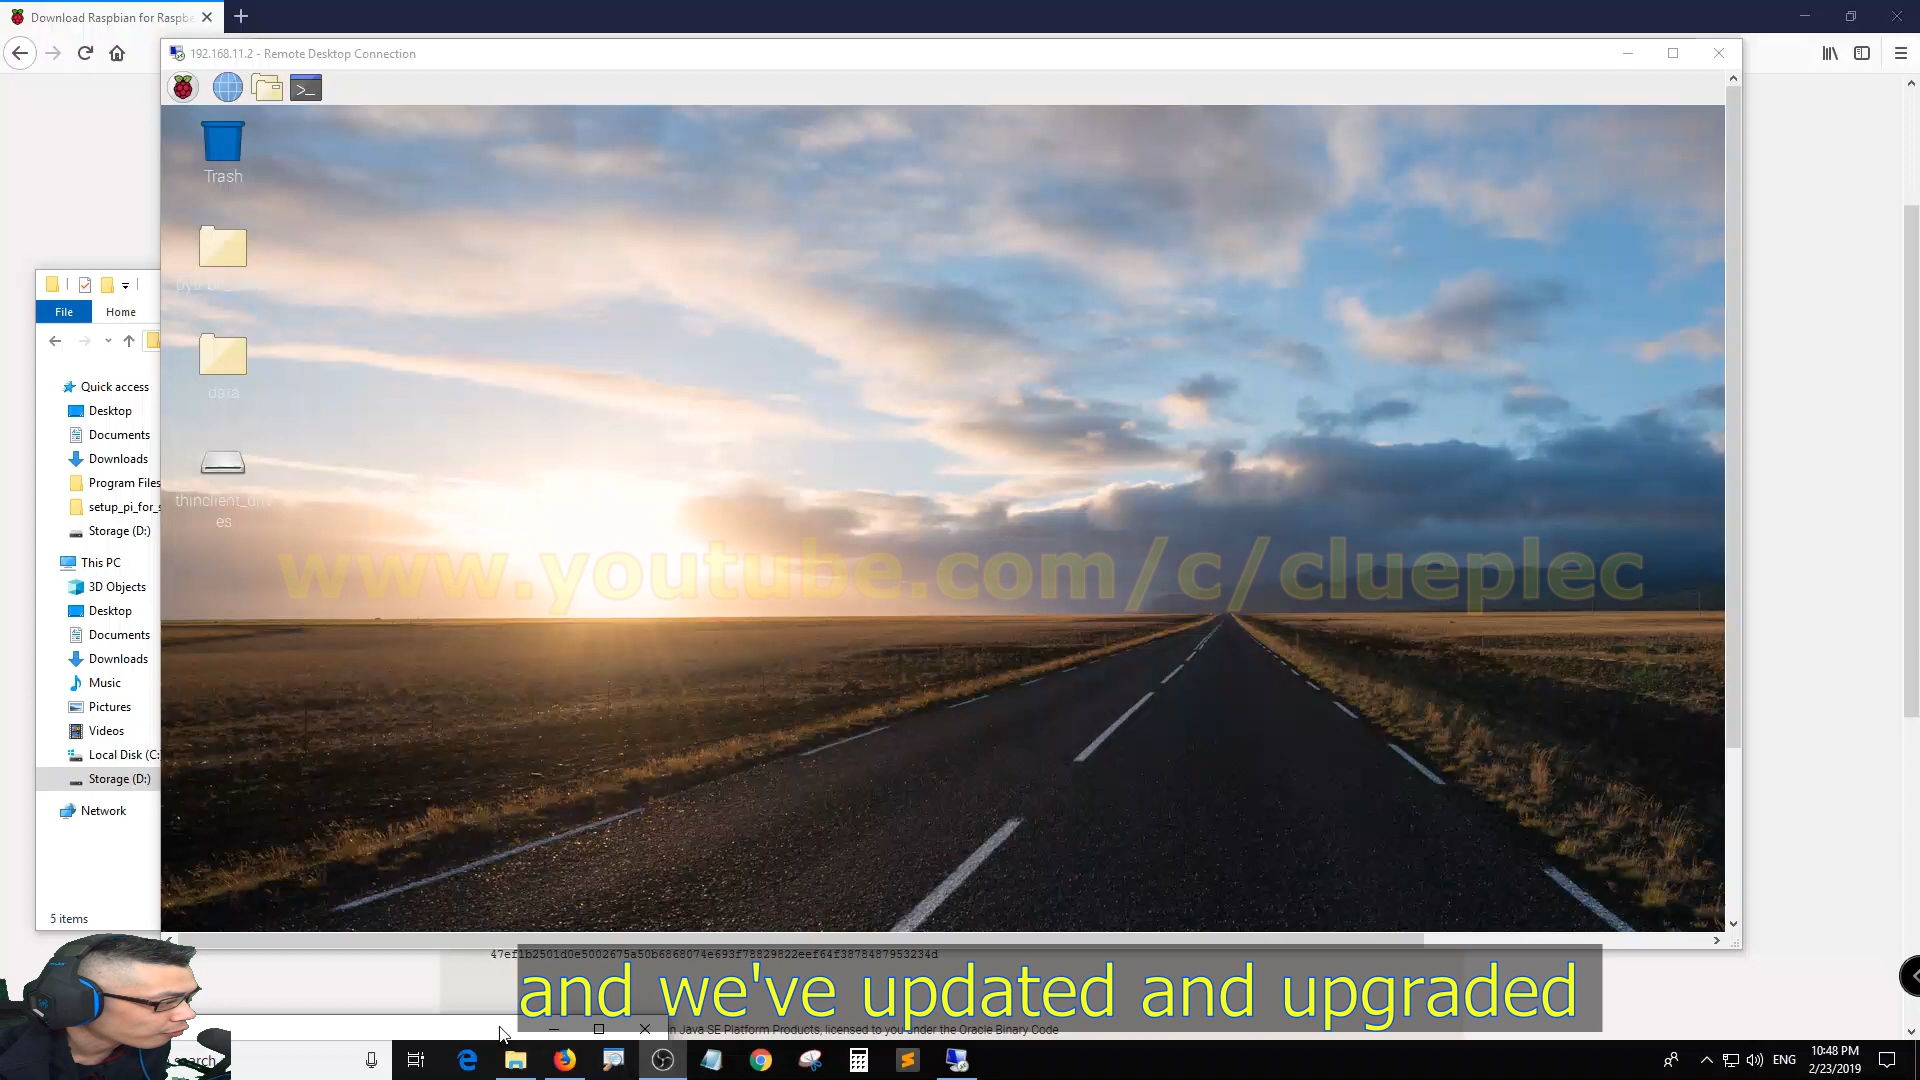 Download Raspbian for Raspbe
192.168.11.2 - Remote Desktop Connection
Trash
data
thinclient_driv
es
www.youtube.com/c/clueplec
File
Home
Quick access
Desktop
Documents
Downloads
Program Files
setup_pi_for_s
Storage (D:)
This PC
3D Objects
Desktop
Documents
Downloads
Music
Pictures
Videos
Local Disk (C:
Storage (D:)
Network
5 items
and we've updated and upgraded
n Java SE Platform Products, licensed to you under the Oracle Binary Code
search
ENG
10:48 PM
2/23/2019